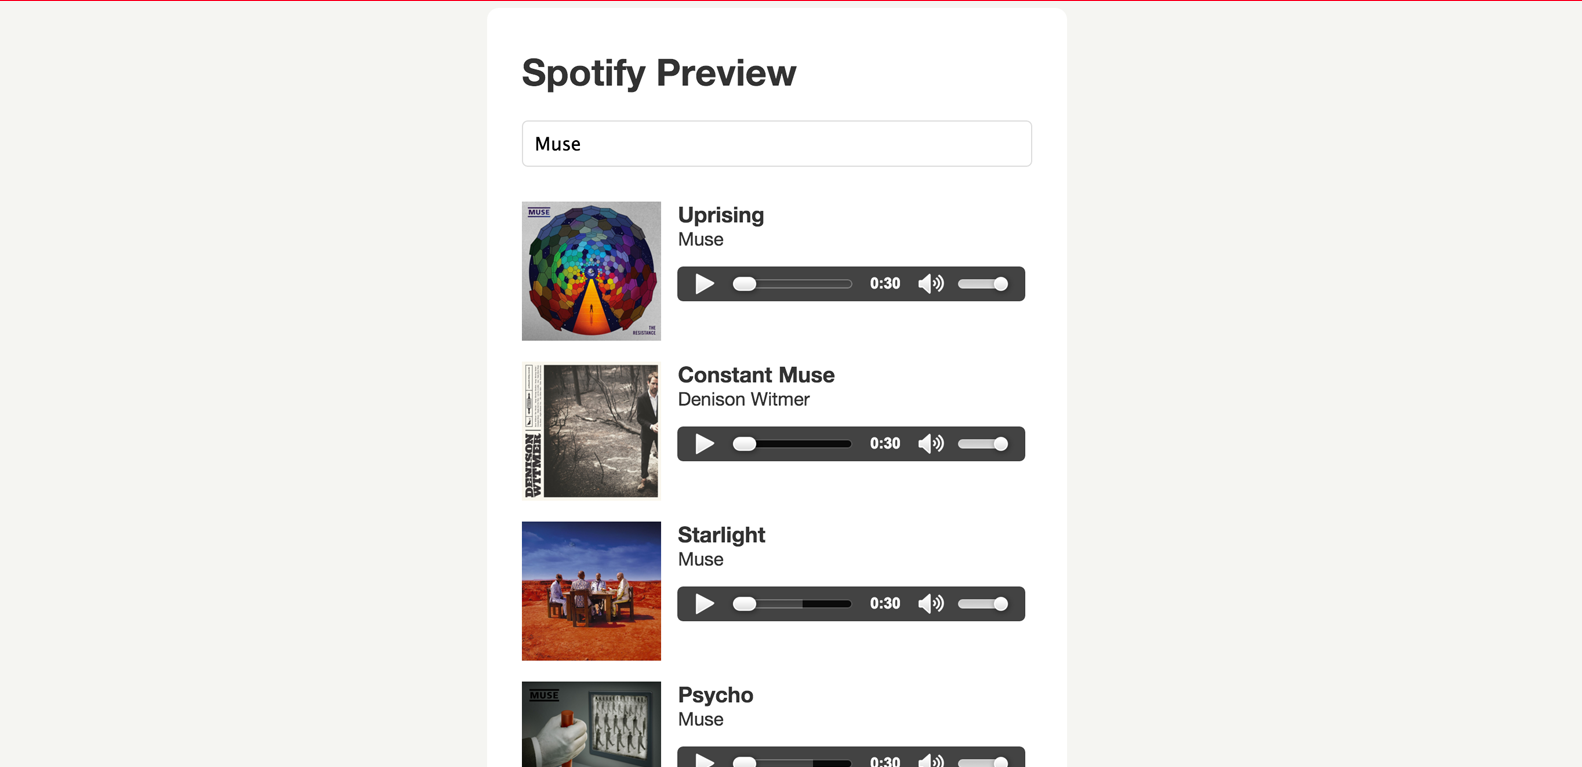 Spotify Preview
Muse
MUSE
THE
RESISTANCE
Uprising
Muse
0:30
DENISON
WITMER
Constant Muse
Denison Witmer
0:30
Starlight
Muse
0:30
MUSE
Psycho
Muse
0:30